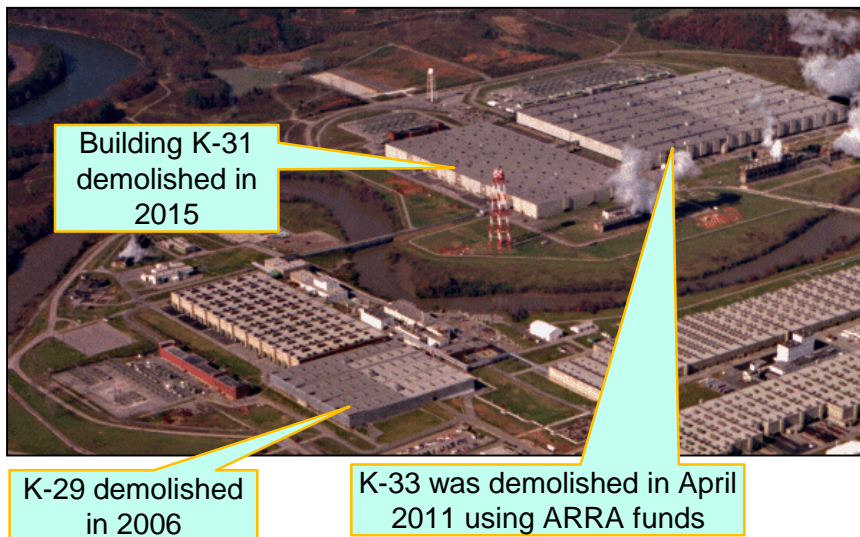 Building K-31
demolished in
2015
K-29 demolished
in 2006
K-33 was demolished in April
2011 using ARRA funds